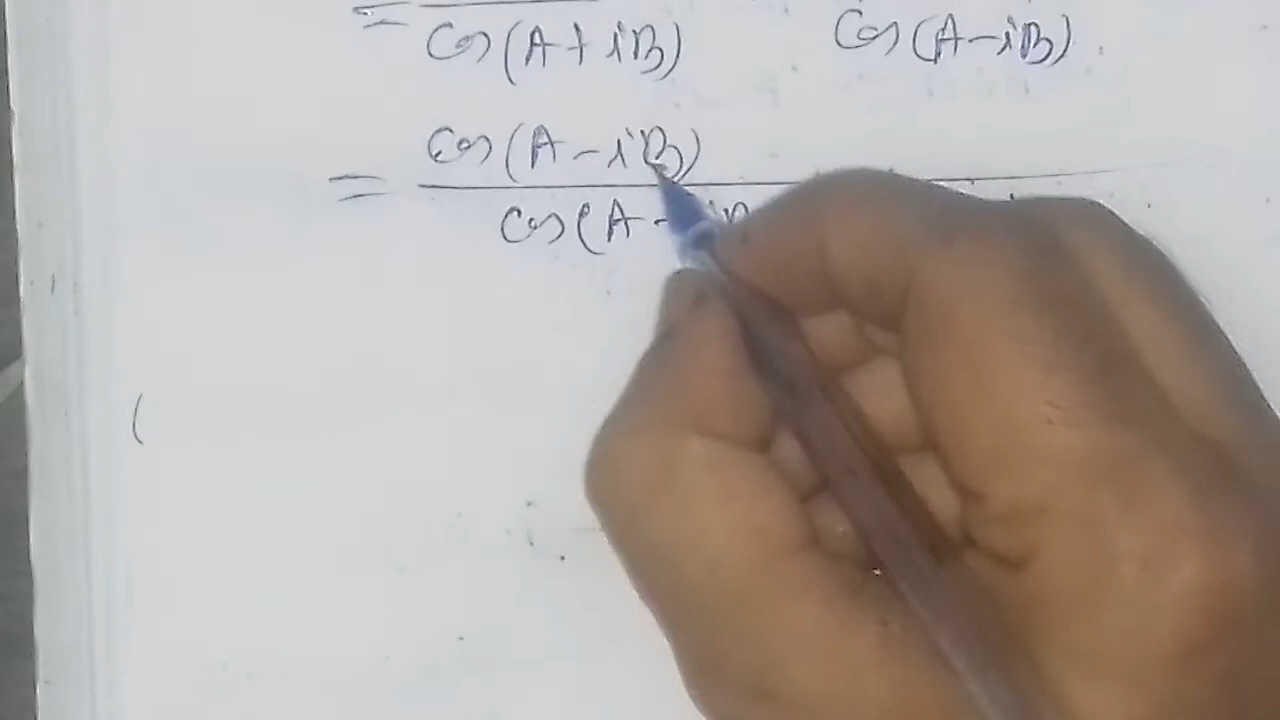 = Cos(A+iB) Cos(A-iB)
= Cos(A-iB)
Cos(A
(